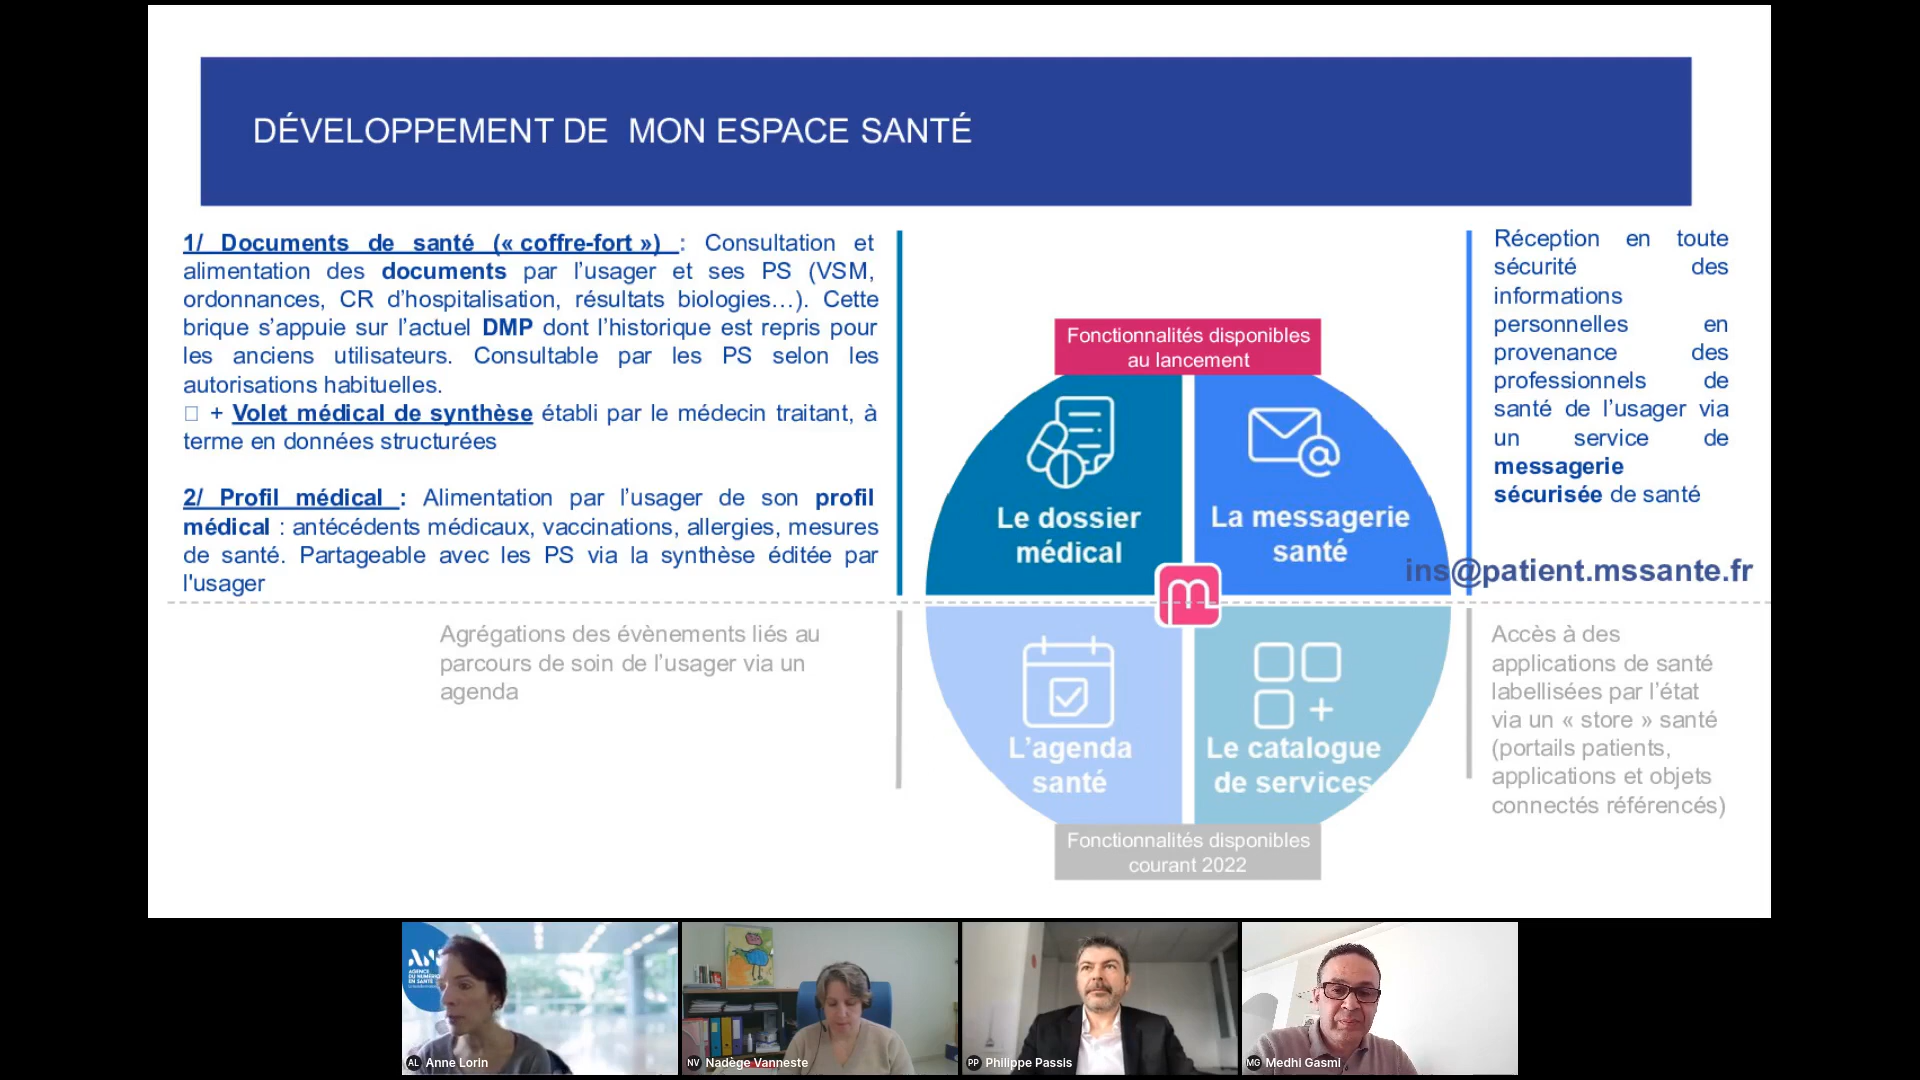 DÉVELOPPEMENT DE  MON ESPACE SANTÉ
1/ Documents de santé (« coffre-fort ») : Consultation et
alimentation des documents par l’usager et ses PS (VSM,
ordonnances, CR d’hospitalisation, résultats biologies…). Cette
brique s’appuie sur l’actuel DMP dont l’historique est repris pour
les anciens utilisateurs. Consultable par les PS selon les
autorisations habituelles.
+ Volet médical de synthèse établi par le médecin traitant, à
terme en données structurées
2/ Profil médical : Alimentation par l’usager de son profil
médical : antécédents médicaux, vaccinations, allergies, mesures
de santé. Partageable avec les PS via la synthèse éditée par
l'usager
Agrégations des évènements liés au
parcours de soin de l’usager via un
agenda
Fonctionnalités disponibles
au lancement
Le dossier
médical
La messagerie
santé
L’agenda
santé
Le catalogue
de services
Fonctionnalités disponibles
courant 2022
Réception en toute
sécurité des
informations
personnelles en
provenance des
professionnels de
santé de l’usager via
un service de
messagerie
sécurisée de santé
ins@patient.mssante.fr
Accès à des
applications de santé
labellisées par l’état
via un « store » santé
(portails patients,
applications et objets
connectés référencés)
AGENCE
DU NUMÉRIQUE
EN SANTÉ
AL Anne Lorin
NV Nadège Vanneste
PP Philippe Passis
MG Medhi Gasmi